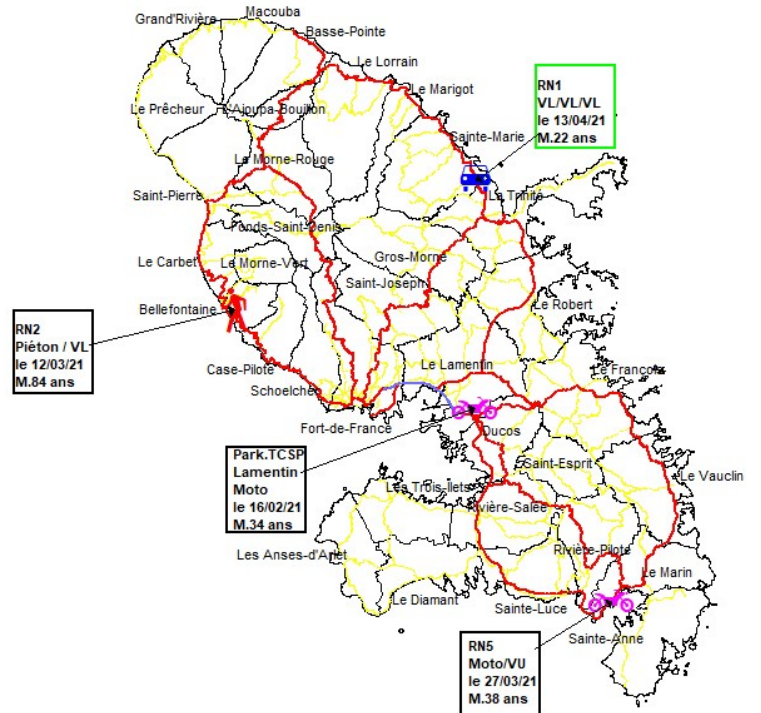 Macouba
Grand'Rivière
Basse-Pointe
Le Lorrain
Le Marigot
Le Prêcheur
L'Ajoupa-Bouillon
RN1
VL/VL/VL
le 13/04/21
M.22 ans
Sainte-Marie
Le Morne-Rouge
Saint-Pierre
La Trinité
Fonds-Saint-Denis
Le Carbet
Le Morne-Vert
Gros-Morne
Saint-Joseph
Bellefontaine
Le Robert
RN2
Piéton / VL
le 12/03/21
M.84 ans
Case-Pilote
Le Lamentin
Le François
Schoelcher
Fort-de-France
Ducos
Park.TCSP
Lamentin
Moto
le 16/02/21
M.34 ans
Saint-Esprit
Le Vauclin
Les Trois-Ilets
Rivière-Salée
Les Anses-d'Arlet
Rivière-Pilote
Le Marin
Le Diamant
Sainte-Luce
Sainte-Anne
RN5
Moto/VU
le 27/03/21
M.38 ans